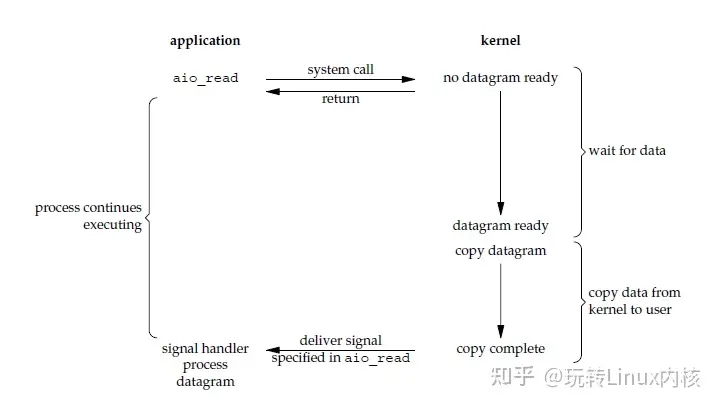 application
kernel
system call
aio_read
no datagram ready
return
wait for data
process continues
executing
datagram ready
copy datagram
copy data from
kernel to user
deliver signal
signal handler
specified in aio_read
copy complete
process
datagram
知乎 @玩转Linux内核